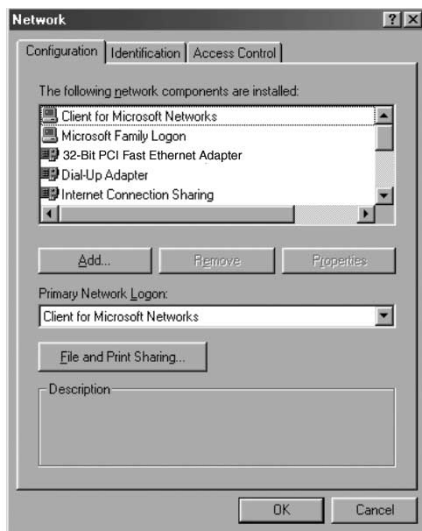 Network
Configuration Identification Access Control
The following network components are installed:
Client for Microsoft Networks
Microsoft Family Logon
32-Bit PCI Fast Ethernet Adapter
Dial-Up Adapter
Internet Connection Sharing
Add... Remove Properties
Primary Network Logon:
Client for Microsoft Networks
File and Print Sharing...
Description
OK Cancel